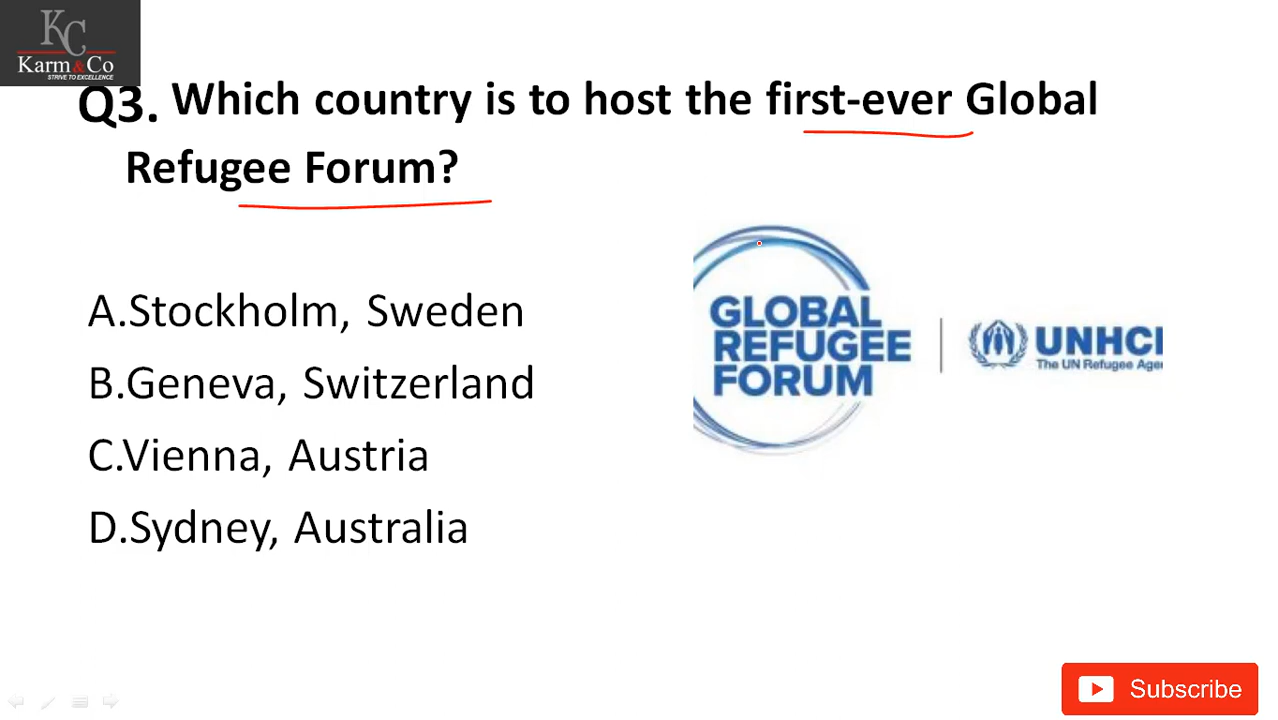 KC
Karm&Co
STRIVE TO EXCELLENCE
Q3. Which country is to host the first-ever Global
Refugee Forum?
A.Stockholm, Sweden
B.Geneva, Switzerland
C.Vienna, Austria
D.Sydney, Australia
GLOBAL
REFUGEE
FORUM
UNHCI
The UN Refugee Age
Subscribe